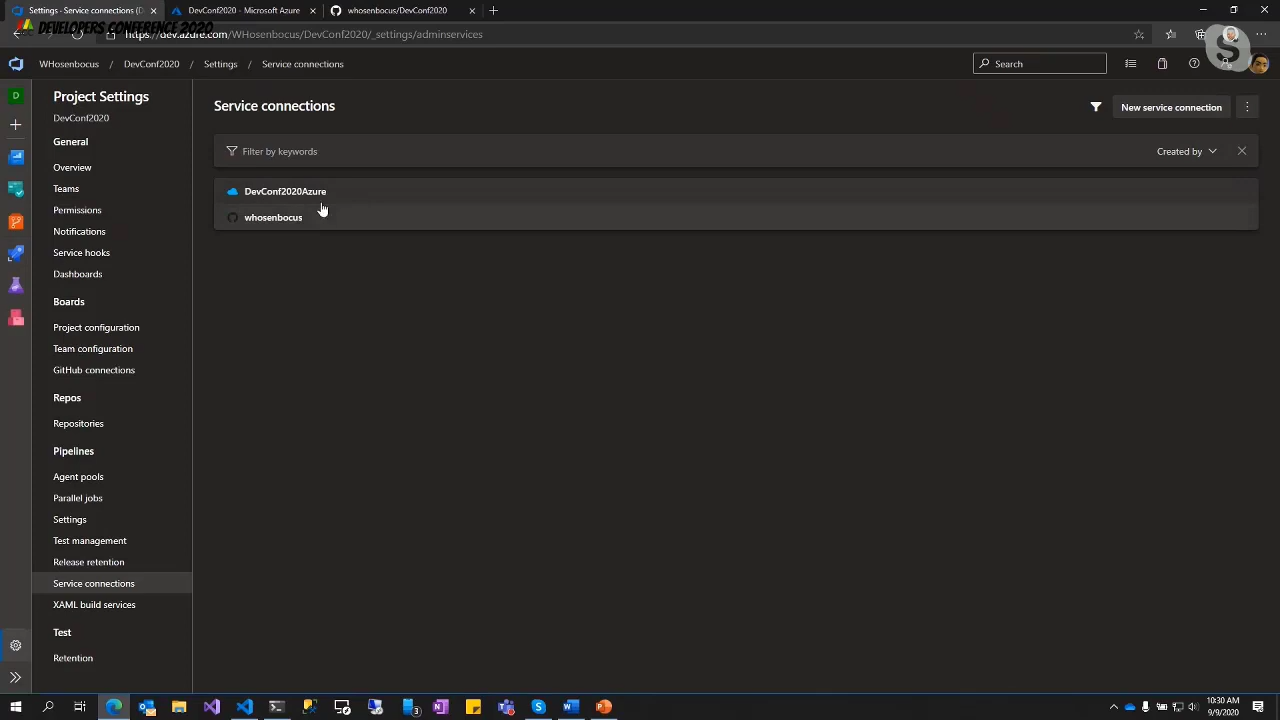 Settings - Service connections (D
DevConf2020 - Microsoft Azure
whosenbocus/DevConf2020
DEVELOPERS CONFERENCE 2020
https://dev.azure.com/WHosenbocus/DevConf2020/_settings/adminservices
WHosenbocus / DevConf2020 / Settings / Service connections
Search
Project Settings
DevConf2020
General
Overview
Teams
Permissions
Notifications
Service hooks
Dashboards
Boards
Project configuration
Team configuration
GitHub connections
Repos
Repositories
Pipelines
Agent pools
Parallel jobs
Settings
Test management
Release retention
Service connections
XAML build services
Test
Retention
Service connections
New service connection
Filter by keywords
Created by
DevConf2020Azure
whosenbocus
10:30 AM
9/9/2020